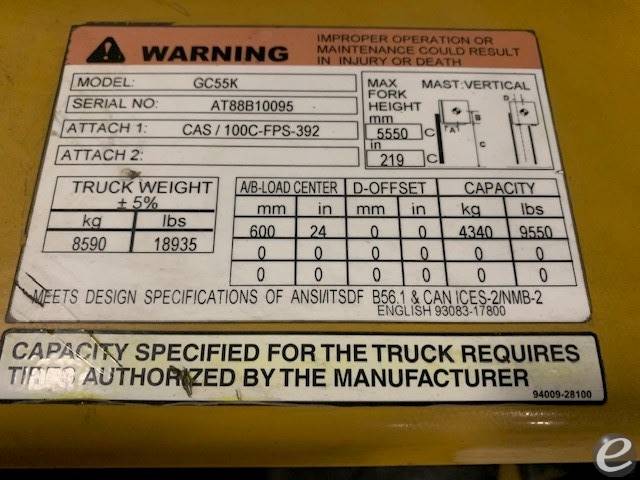 WARNING
IMPROPER OPERATION OR
MAINTENANCE COULD RESULT
IN INJURY OR DEATH
MODEL: GC55K
SERIAL NO: AT88B10095
ATTACH 1: CAS / 100C-FPS-392
ATTACH 2:
MAX
FORK
HEIGHT
mm
5550 C
in
219 C
MAST:VERTICAL
D
B
A
C
TRUCK WEIGHT
± 5%
kg lbs
8590 18935
A/B-LOAD CENTER D-OFFSET CAPACITY
mm in mm in kg lbs
600 24 0 0 4340 9550
0 0 0 0 0 0
0 0 0 0 0 0
MEETS DESIGN SPECIFICATIONS OF ANSI/ITSDF B56.1 & CAN ICES-2/NMB-2
ENGLISH 93083-17800
CAPACITY SPECIFIED FOR THE TRUCK REQUIRES
TIRES AUTHORIZED BY THE MANUFACTURER
94009-28100
e